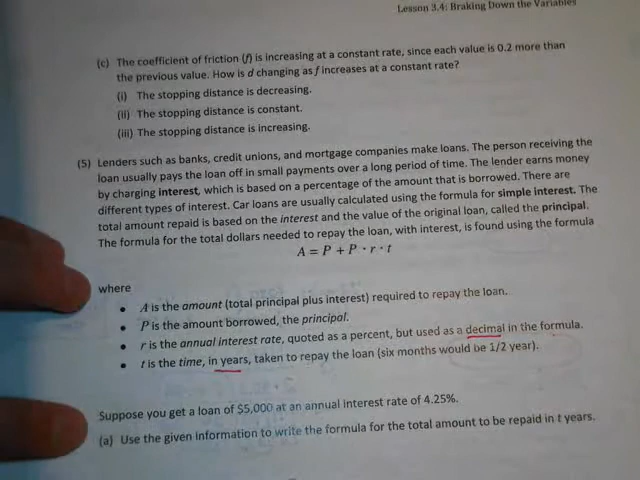 Lesson 3.4: Braking Down the Variables
(c) The coefficient of friction (f) is increasing at a constant rate, since each value is 0.2 more than
the previous value. How is d changing as f increases at a constant rate?
(i) The stopping distance is decreasing.
(ii) The stopping distance is constant.
(iii) The stopping distance is increasing.
(5) Lenders such as banks, credit unions, and mortgage companies make loans. The person receiving the
loan usually pays the loan off in small payments over a long period of time. The lender earns money
by charging interest, which is based on a percentage of the amount that is borrowed. There are
different types of interest. Car loans are usually calculated using the formula for simple interest. The
total amount repaid is based on the interest and the value of the original loan, called the principal.
The formula for the total dollars needed to repay the loan, with interest, is found using the formula
A = P + P · r · t
where
• A is the amount (total principal plus interest) required to repay the loan.
• P is the amount borrowed, the principal.
• r is the annual interest rate, quoted as a percent, but used as a decimal in the formula.
• t is the time, in years, taken to repay the loan (six months would be 1/2 year).
Suppose you get a loan of $5,000 at an annual interest rate of 4.25%.
(a) Use the given information to write the formula for the total amount to be repaid in t years.